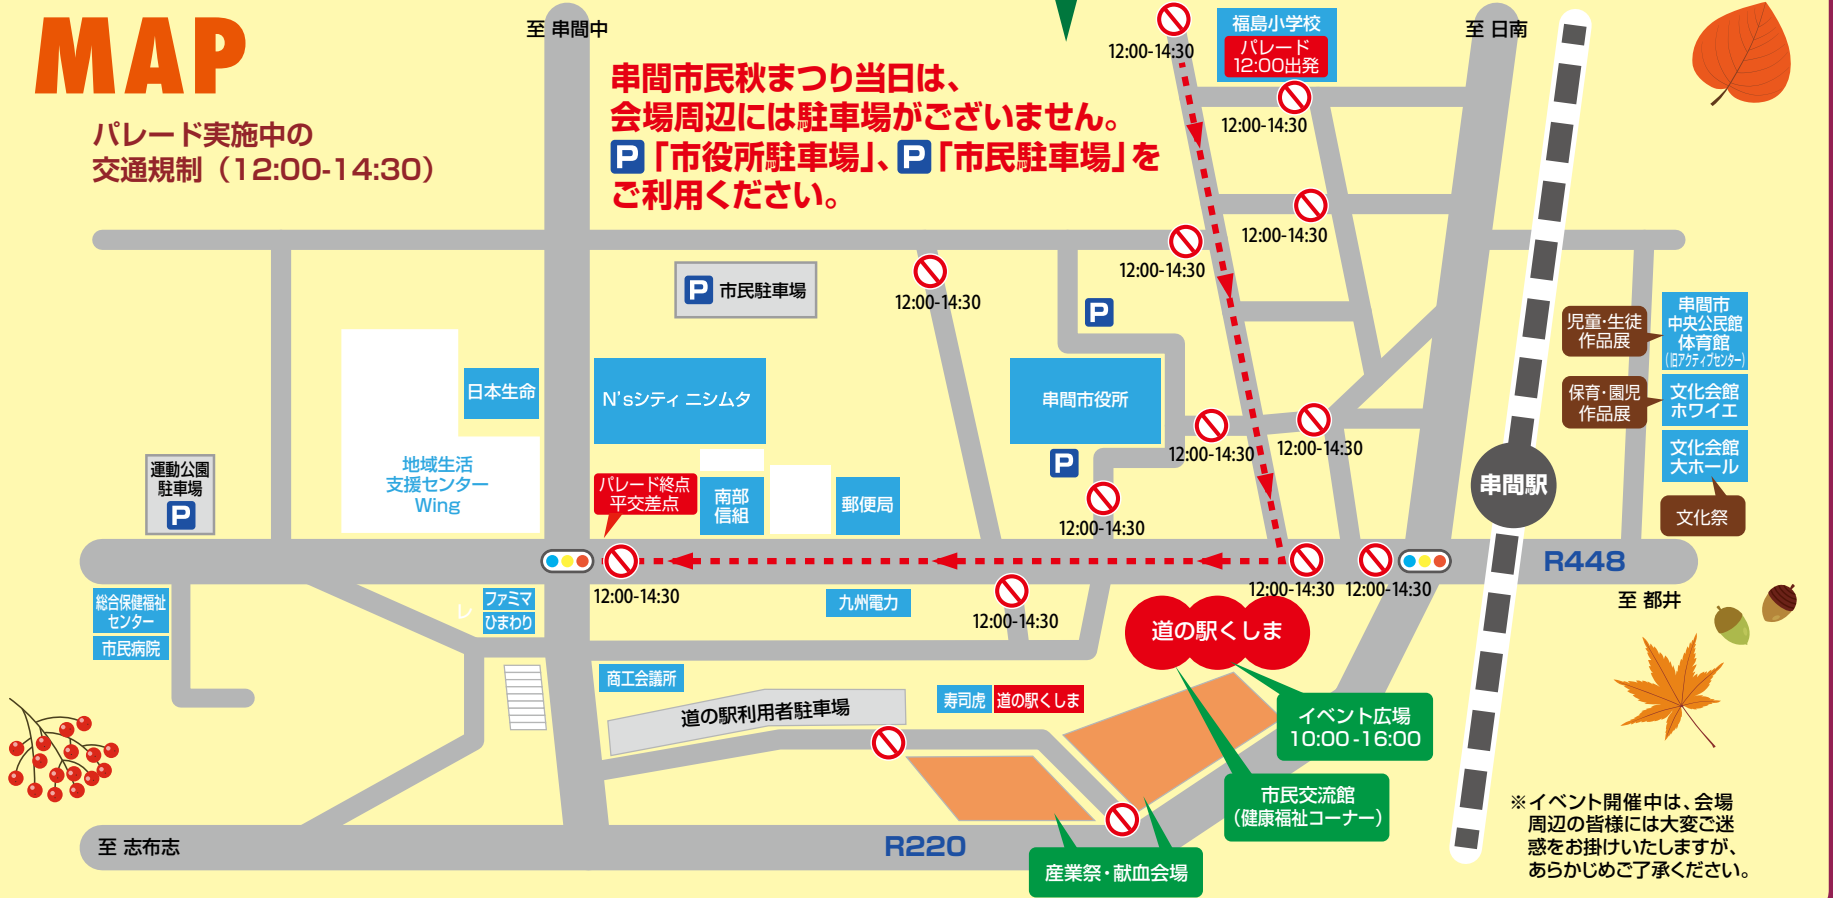 MAP
パレード実施中の
交通規制（12:00-14:30）
至 串間中
串間市民秋まつり当日は、
会場周辺には駐車場がございません。
P「市役所駐車場」、P「市民駐車場」を
ご利用ください。
12:00-14:30
福島小学校
パレード
12:00出発
12:00-14:30
至 日南
12:00-14:30
12:00-14:30
12:00-14:30
P 市民駐車場
P
児童・生徒
作品展
串間市
中央公民館
体育館
(旧アクティブセンター)
保育・園児
作品展
文化会館
ホワイエ
文化会館
大ホール
文化祭
日本生命
N'sシティ ニシムタ
串間市役所
12:00-14:30
12:00-14:30
P
運動公園
駐車場
P
地域生活
支援センター
Wing
パレード終点
平交差点
南部
信組
郵便局
12:00-14:30
串間駅
R448
至 都井
12:00-14:30
12:00-14:30
12:00-14:30
12:00-14:30
総合保健福祉
センター
市民病院
レ
ファミマ
ひまわり
九州電力
道の駅くしま
商工会議所
道の駅利用者駐車場
寿司虎
道の駅くしま
イベント広場
10:00-16:00
市民交流館
（健康福祉コーナー）
産業祭・献血会場
至 志布志
R220
※イベント開催中は、会場
周辺の皆様には大変ご迷
惑をお掛けいたしますが、
あらかじめご了承ください。